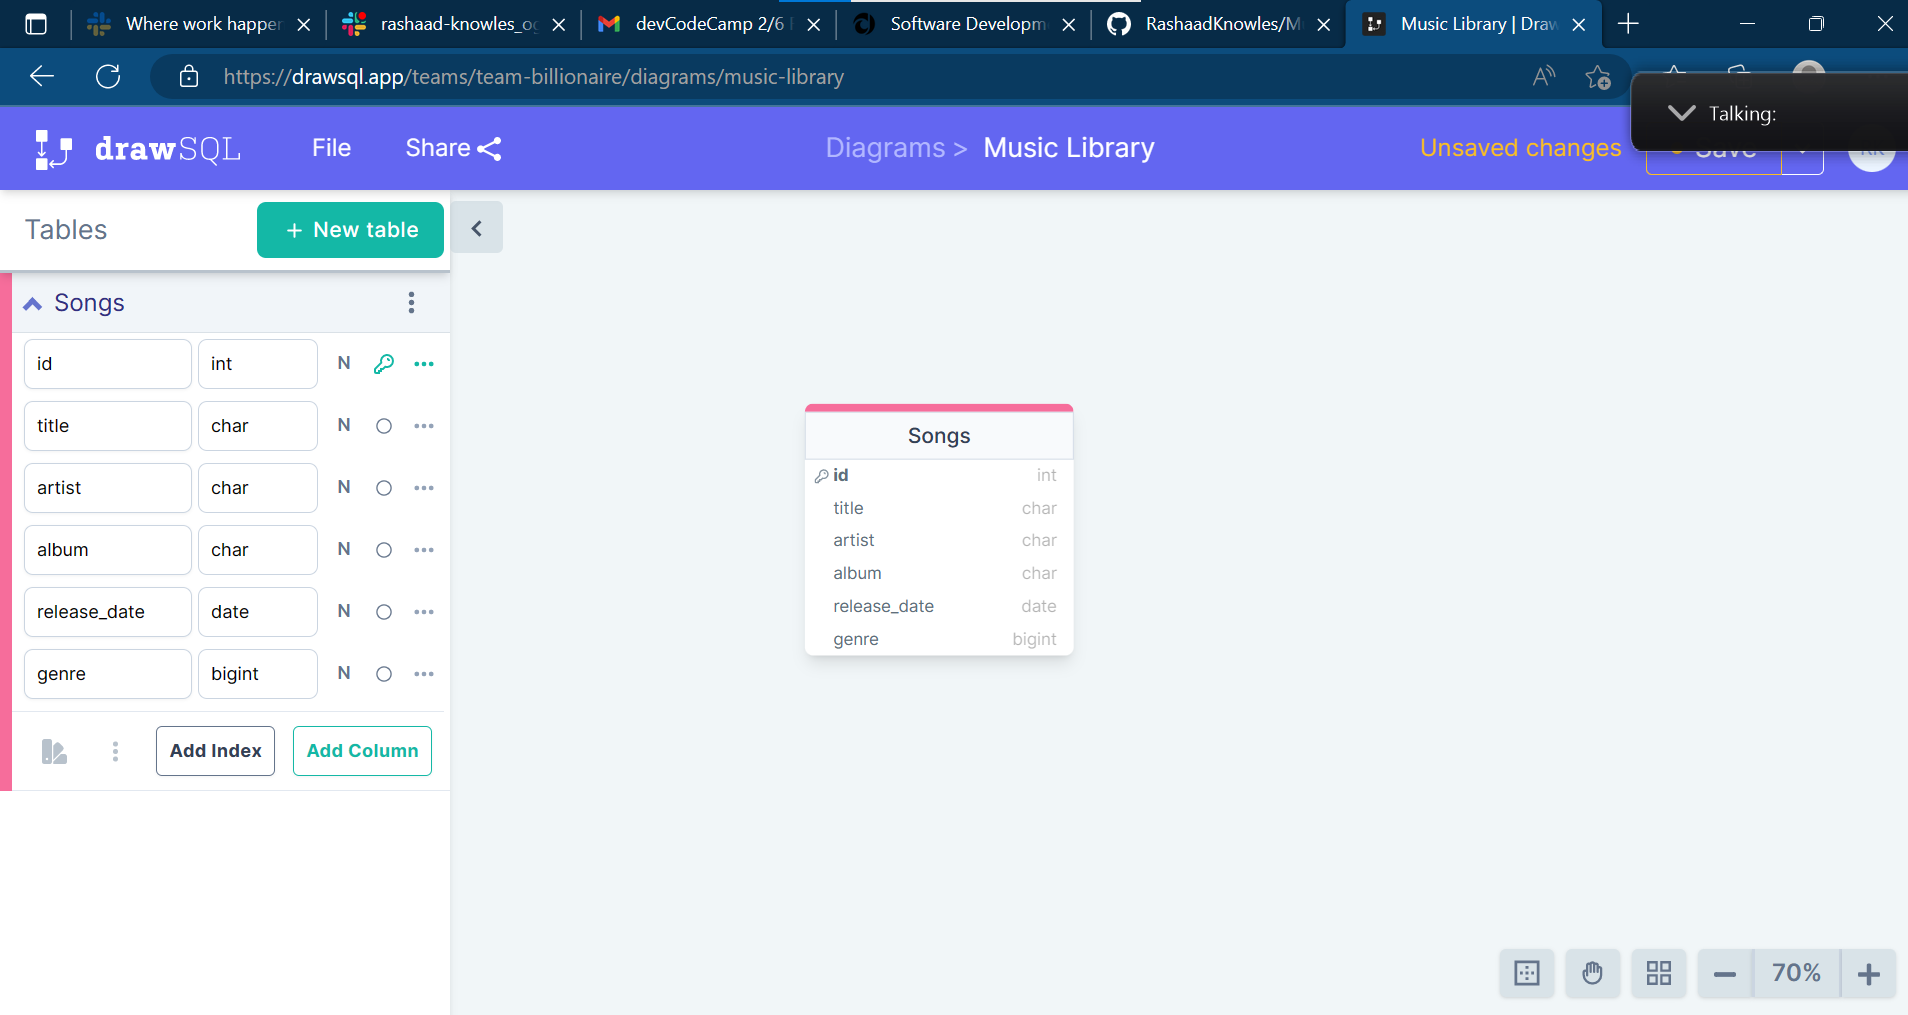 Where work happen
rashaad-knowles_og
devCodeCamp 2/6
Software Developm
RashaadKnowles/M
Music Library | Draw
https://drawsql.app/teams/team-billionaire/diagrams/music-library
A
Talking:
drawSQL
File
Share
Diagrams > Music Library
Unsaved changes
Save
Tables
+ New table
Songs
id int N
title char N
artist char N
album char N
release_date date N
genre bigint N
Add Index
Add Column
Songs
id int
title char
artist char
album char
release_date date
genre bigint
70%